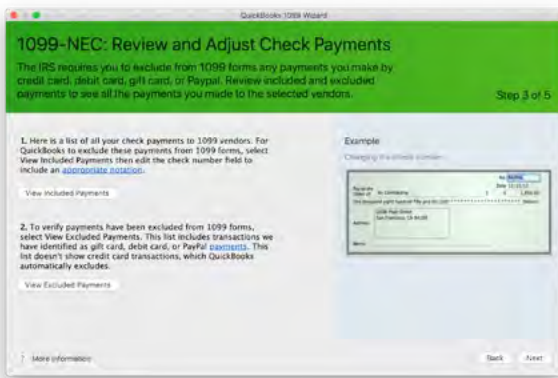 QuickBooks 1099 Wizard
1099-NEC: Review and Adjust Check Payments
The IRS requires you to exclude from 1099 forms any payments you make by
credit card, debit card, gift card, or Paypal. Review included and excluded
payments to see all the payments you made to the selected vendors.
Step 3 of 5
1. Here is a list of all your check payments to 1099 vendors. For
QuickBooks to exclude these payments from 1099 forms, select
View Included Payments then edit the check number field to
include an appropriate notation.
View Included Payments
2. To verify payments have been excluded from 1099 forms,
select View Excluded Payments. This list includes transactions we
have identified as gift card, debit card, or PayPal payments. This
list doesn't show credit card transactions, which QuickBooks
automatically excludes.
View Excluded Payments
Example
Changing the check number
Address
Memo
More information
Back
Next